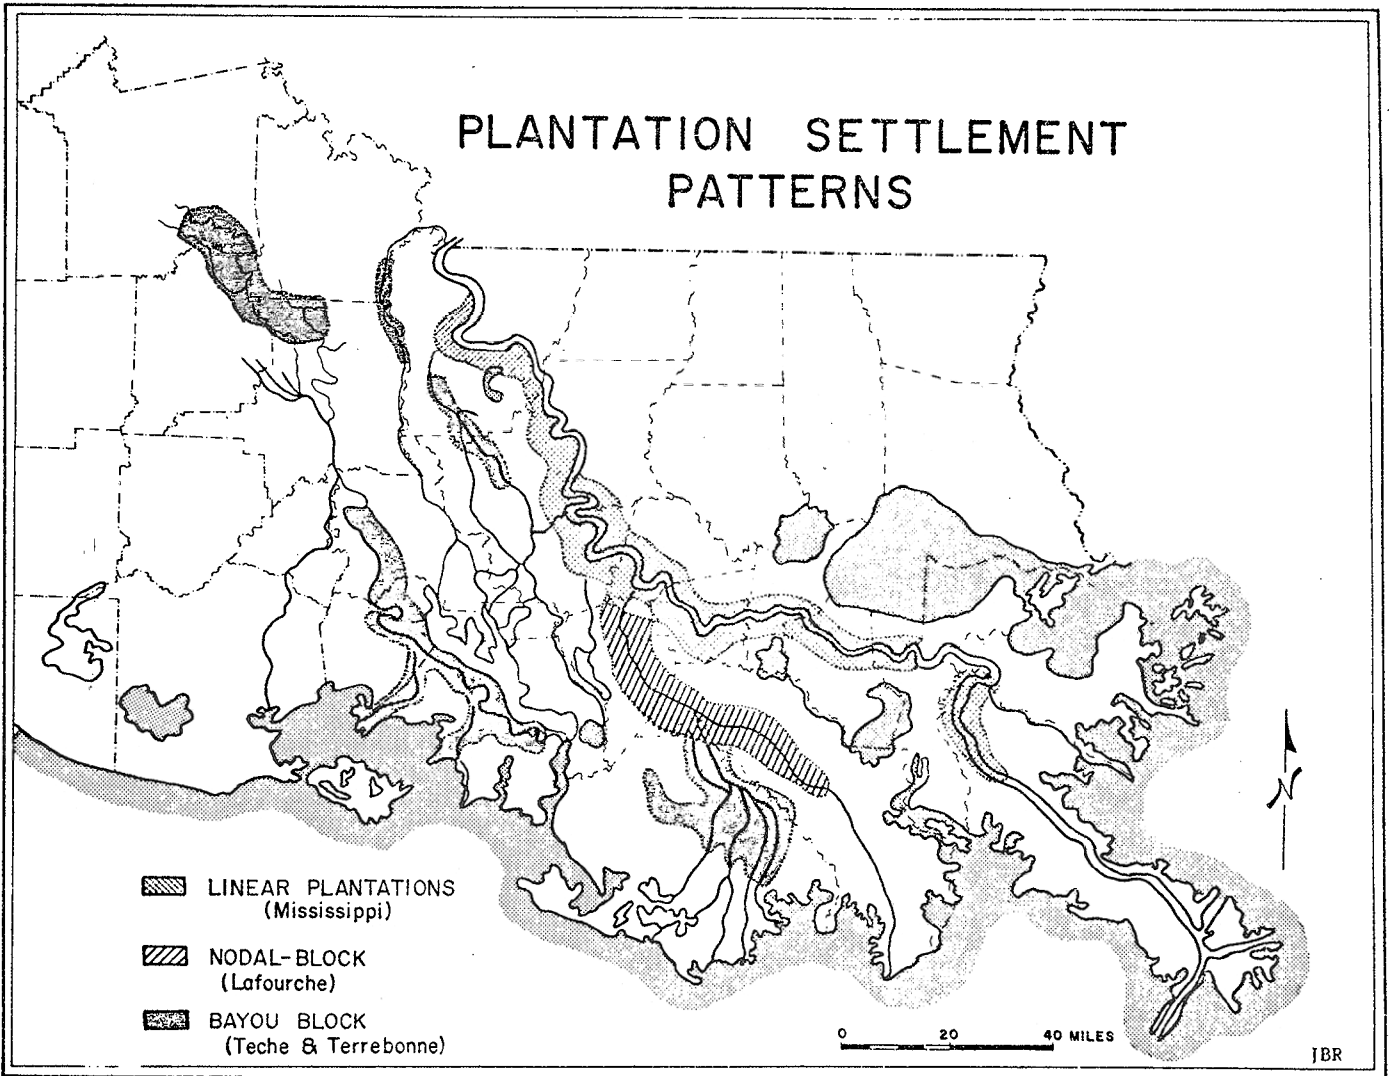 PLANTATION SETTLEMENT
PATTERNS
LINEAR PLANTATIONS
(Mississippi)
NODAL-BLOCK
(Lafourche)
BAYOU BLOCK
(Teche & Terrebonne)
0 20 40 MILES
N
JBR